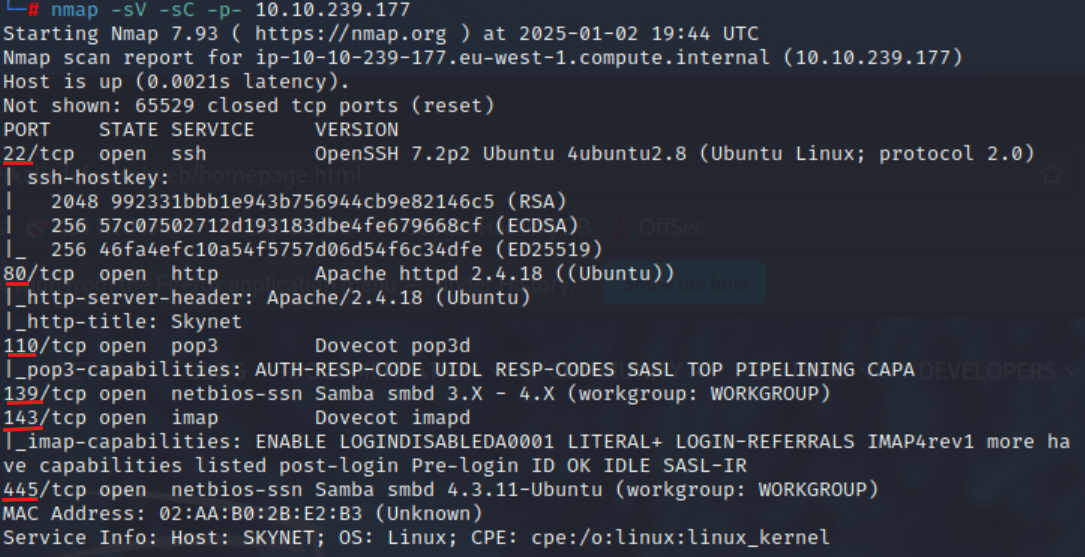 └─# nmap -sV -sC -p- 10.10.239.177
Starting Nmap 7.93 ( https://nmap.org ) at 2025-01-02 19:44 UTC
Nmap scan report for ip-10-10-239-177.eu-west-1.compute.internal (10.10.239.177)
Host is up (0.0021s latency).
Not shown: 65529 closed tcp ports (reset)
PORT    STATE SERVICE     VERSION
22/tcp  open  ssh         OpenSSH 7.2p2 Ubuntu 4ubuntu2.8 (Ubuntu Linux; protocol 2.0)
| ssh-hostkey:
|   2048 992331bbb1e943b756944cb9e82146c5 (RSA)
|   256 57c07502712d193183dbe4fe679668cf (ECDSA)
|_  256 46fa4efc10a54f5757d06d54f6c34dfe (ED25519)
80/tcp  open  http        Apache httpd 2.4.18 ((Ubuntu))
|_http-server-header: Apache/2.4.18 (Ubuntu)
|_http-title: Skynet
110/tcp open  pop3        Dovecot pop3d
|_pop3-capabilities: AUTH-RESP-CODE UIDL RESP-CODES SASL TOP PIPELINING CAPA
139/tcp open  netbios-ssn Samba smbd 3.X - 4.X (workgroup: WORKGROUP)
143/tcp open  imap        Dovecot imapd
|_imap-capabilities: ENABLE LOGINDISABLEDA0001 LITERAL+ LOGIN-REFERRALS IMAP4rev1 more ha
ve capabilities listed post-login Pre-login ID OK IDLE SASL-IR
445/tcp open  netbios-ssn Samba smbd 4.3.11-Ubuntu (workgroup: WORKGROUP)
MAC Address: 02:AA:B0:2B:E2:B3 (Unknown)
Service Info: Host: SKYNET; OS: Linux; CPE: cpe:/o:linux:linux_kernel
/homepage.html
OffSec
DEVELOPERS